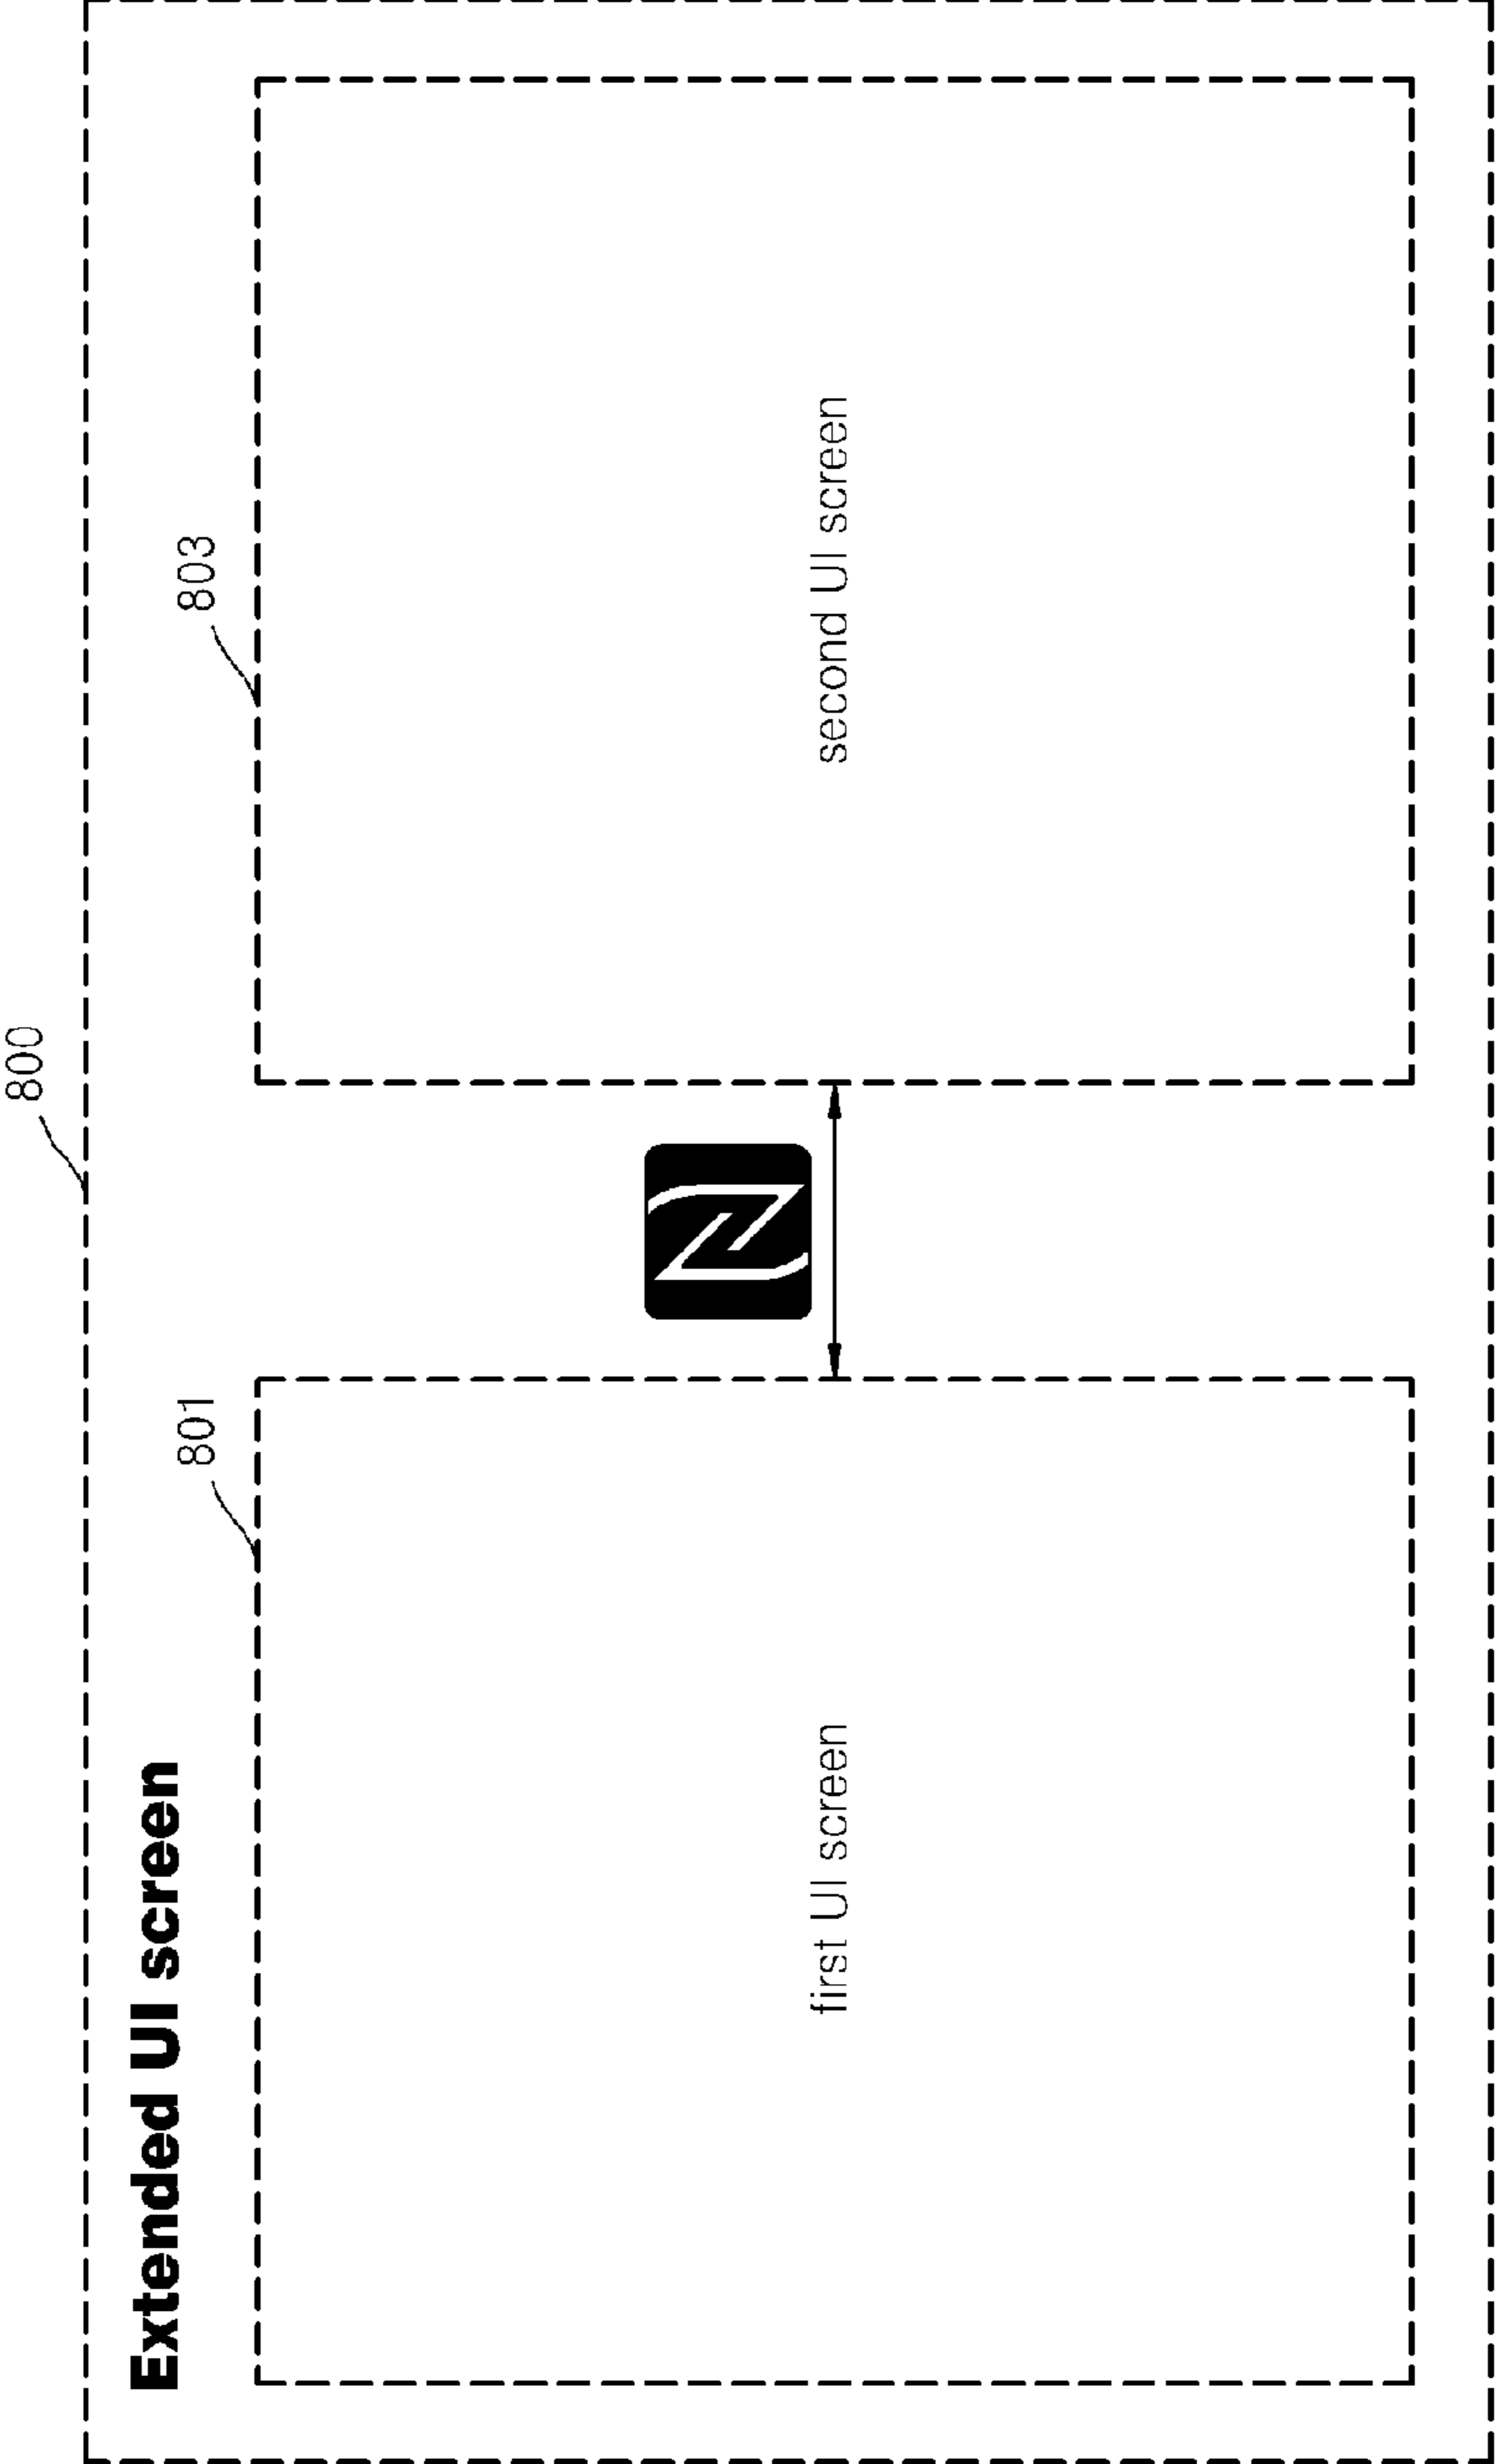 800
Extended UI screen
801
803
first UI screen
second UI screen